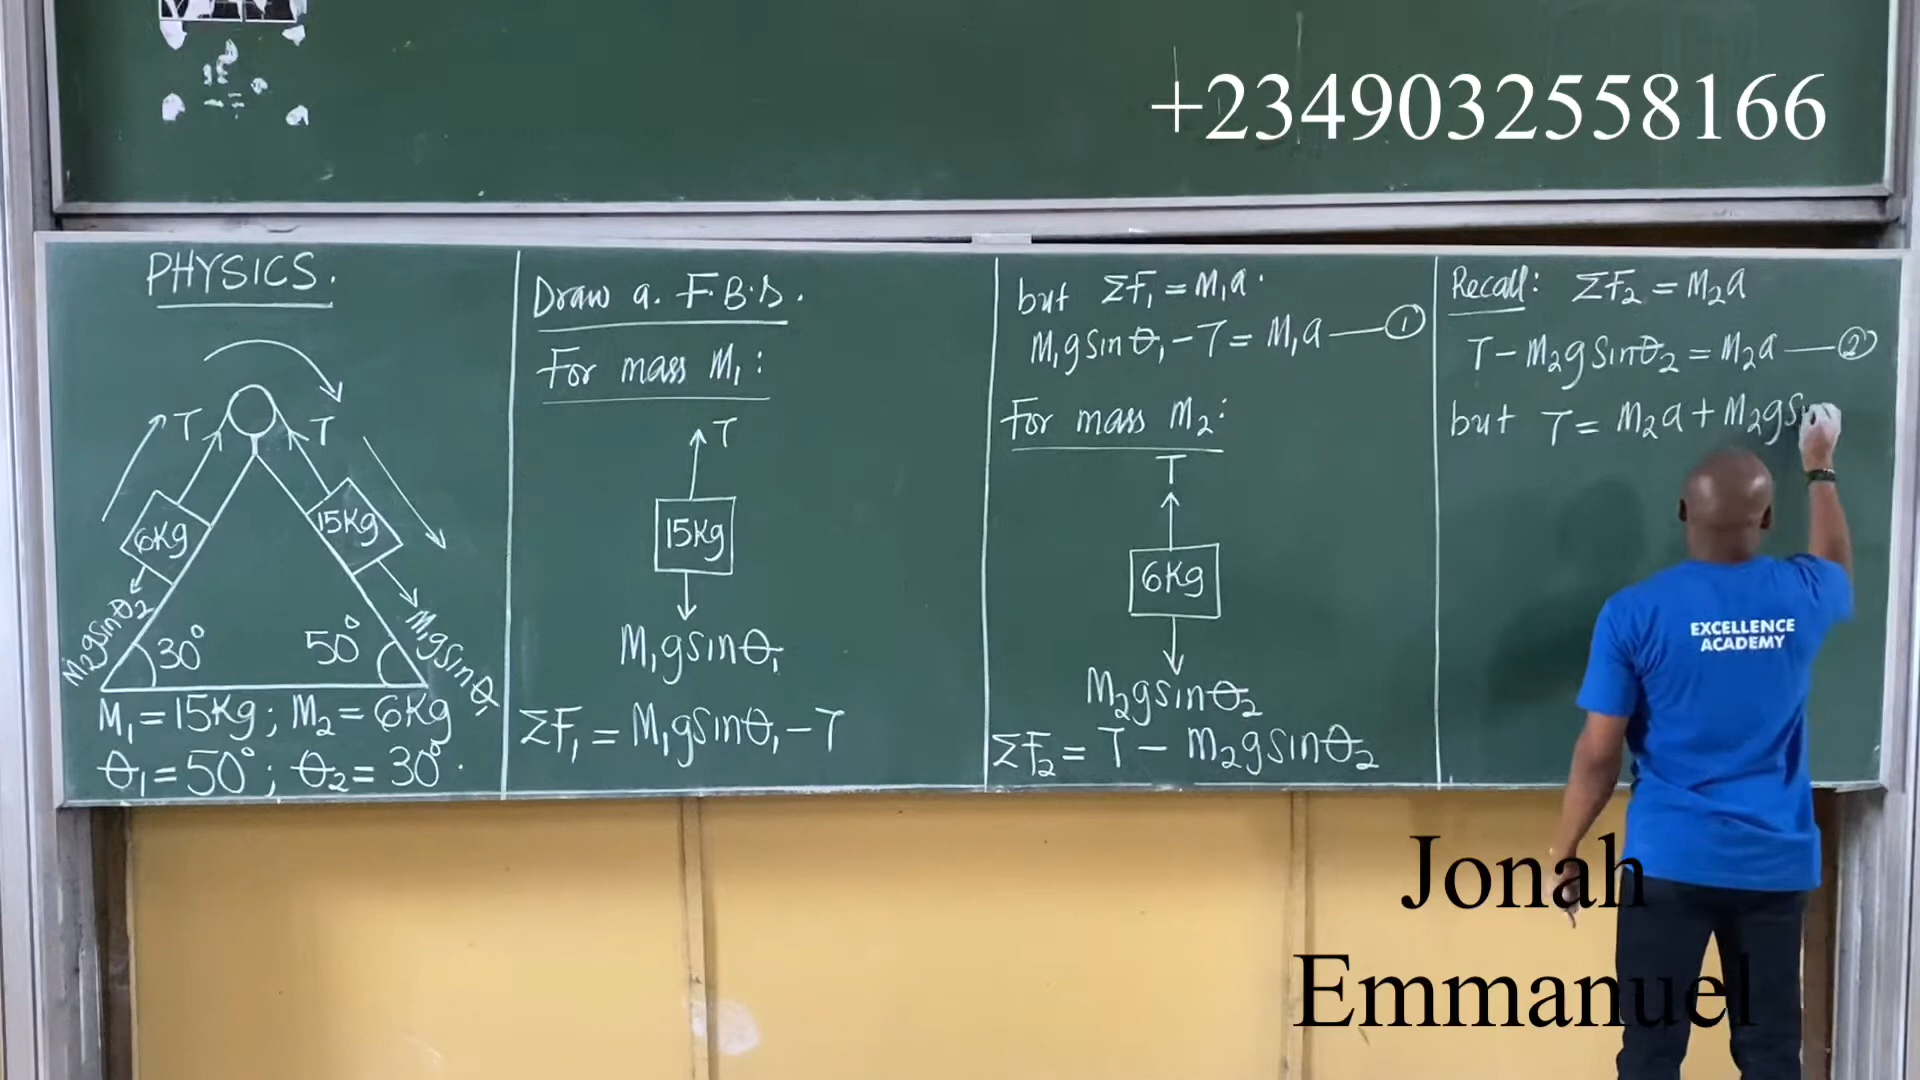 +2349032558166
PHYSICS.
T
T
6Kg
15Kg
M₂gsinθ₂
M₁gsinθ₁
30°
50°
M₁=15Kg; M₂=6Kg
θ₁=50°; θ₂=30°.
Draw a. F.B.D.
For mass M₁:
T
15Kg
M₁gsinθ₁
ΣF₁=M₁gsinθ₁-T
but ΣF₁=M₁a.
M₁gsinθ₁-T=M₁a—①
For mass M₂:
T
6Kg
M₂gsinθ₂
ΣF₂=T-M₂gsinθ₂
Recall: ΣF₂=M₂a
T-M₂gsinθ₂=M₂a—②
but T=M₂a+M₂gsin
EXCELLENCE
ACADEMY
Jonah
Emmanuel